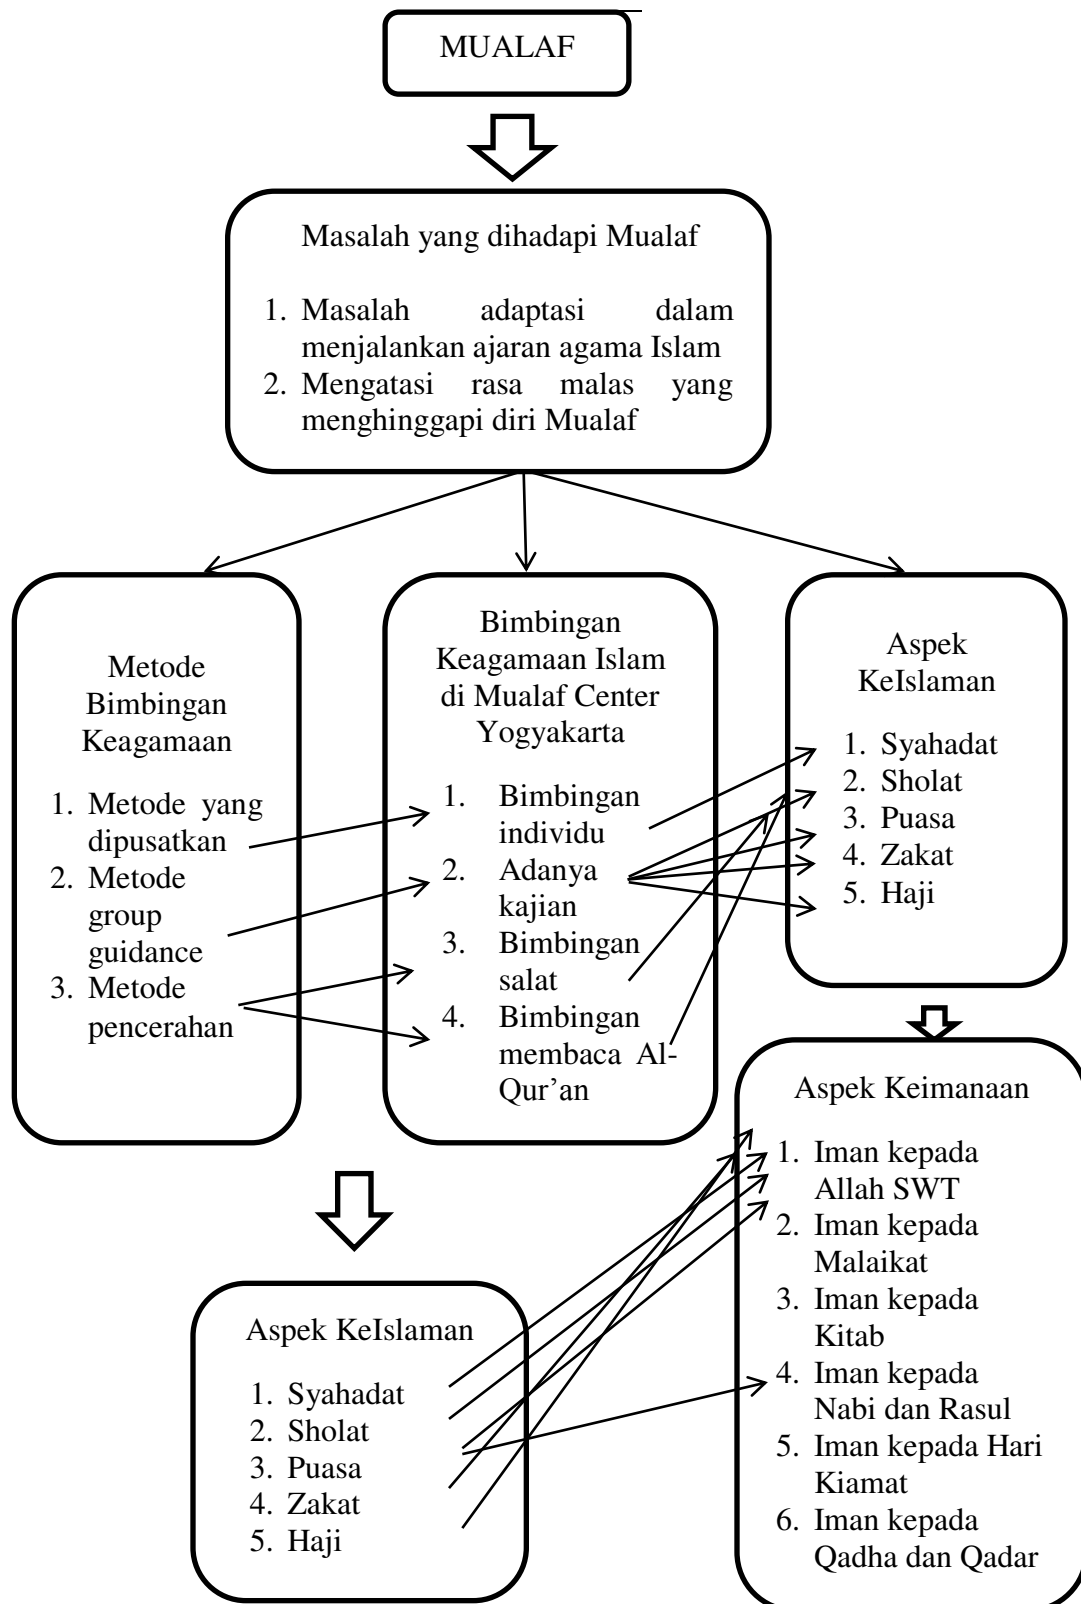 MUALAF
Masalah yang dihadapi Mualaf
1. Masalah adaptasi dalam
menjalankan ajaran agama Islam
2. Mengatasi rasa malas yang
menghinggapi diri Mualaf
Metode
Bimbingan
Keagamaan
1. Metode yang
dipusatkan
2. Metode
group
guidance
3. Metode
pencerahan
Bimbingan
Keagamaan Islam
di Mualaf Center
Yogyakarta
1. Bimbingan
individu
2. Adanya
kajian
3. Bimbingan
salat
4. Bimbingan
membaca Al-
Qur’an
Aspek
KeIslaman
1. Syahadat
2. Sholat
3. Puasa
4. Zakat
5. Haji
Aspek KeIslaman
1. Syahadat
2. Sholat
3. Puasa
4. Zakat
5. Haji
Aspek Keimanaan
1. Iman kepada
Allah SWT
2. Iman kepada
Malaikat
3. Iman kepada
Kitab
4. Iman kepada
Nabi dan Rasul
5. Iman kepada Hari
Kiamat
6. Iman kepada
Qadha dan Qadar